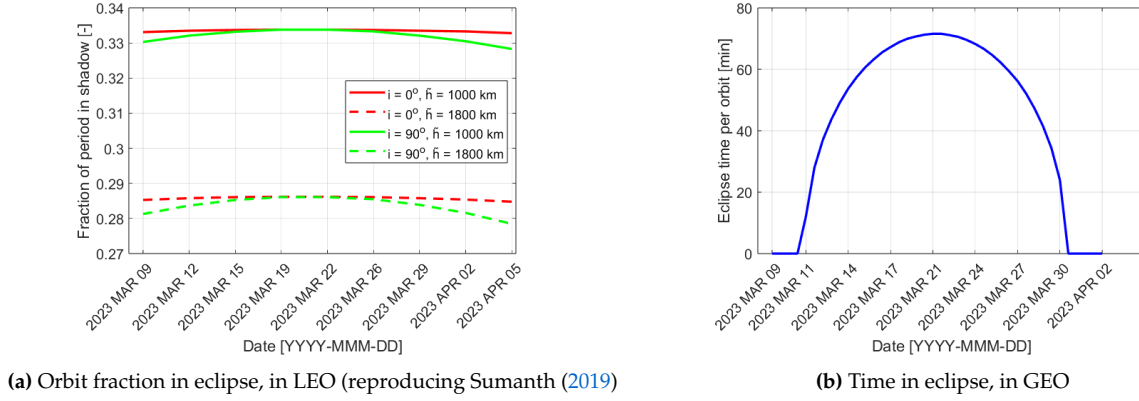 0.34
0.33
0.32
0.31
0.3
0.29
0.28
0.27
Fraction of period in shadow [-]
i = 0°, h̃ = 1000 km
i = 0°, h̃ = 1800 km
i = 90°, h̃ = 1000 km
i = 90°, h̃ = 1800 km
2023 MAR 09
2023 MAR 12
2023 MAR 15
2023 MAR 19
2023 MAR 22
2023 MAR 26
2023 MAR 29
2023 APR 02
2023 APR 05
Date [YYYY-MMM-DD]
(a) Orbit fraction in eclipse, in LEO (reproducing Sumanth (2019)
80
60
40
20
0
Eclipse time per orbit [min]
2023 MAR 09
2023 MAR 11
2023 MAR 14
2023 MAR 17
2023 MAR 21
2023 MAR 24
2023 MAR 27
2023 MAR 30
2023 APR 02
Date [YYYY-MMM-DD]
(b) Time in eclipse, in GEO